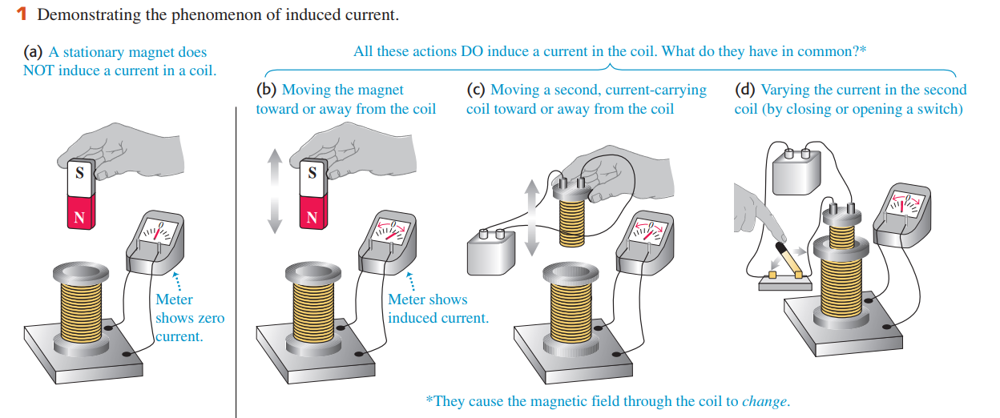 1 Demonstrating the phenomenon of induced current.
(a) A stationary magnet does
NOT induce a current in a coil.
All these actions DO induce a current in the coil. What do they have in common?*
(b) Moving the magnet
toward or away from the coil
(c) Moving a second, current-carrying
coil toward or away from the coil
(d) Varying the current in the second
coil (by closing or opening a switch)
S
N
0
Meter
shows zero
current.
S
N
0
Meter shows
induced current.
0
0
*They cause the magnetic field through the coil to change.